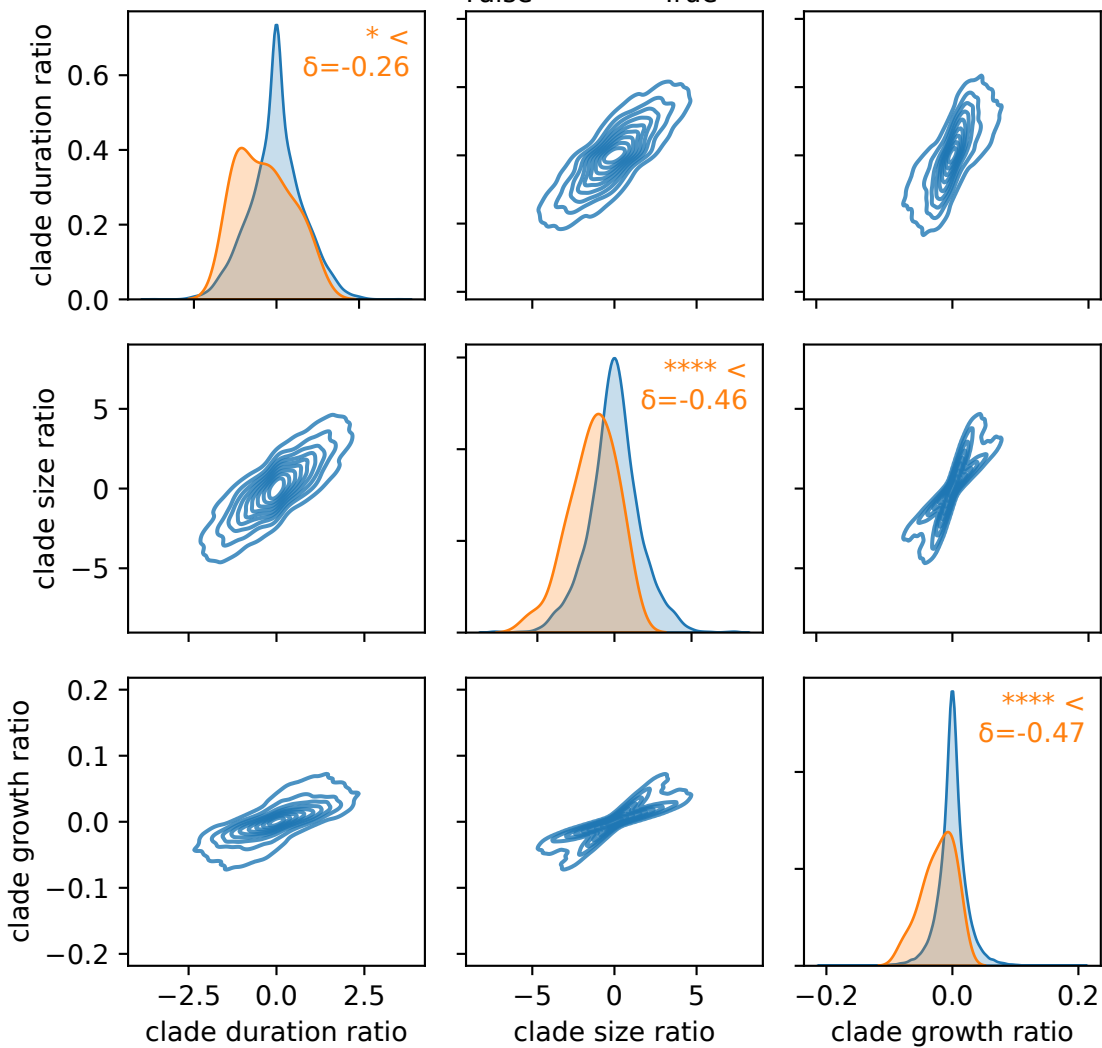 True
* <
δ=-0.26
clade duration ratio
0.6
0.4
0.2
0.0
**** <
δ=-0.46
clade size ratio
5
0
−5
**** <
δ=-0.47
clade growth ratio
0.2
0.1
0.0
−0.1
−0.2
−2.5 0.0 2.5
−5 0 5
−0.2 0.0 0.2
clade duration ratio
clade size ratio
clade growth ratio